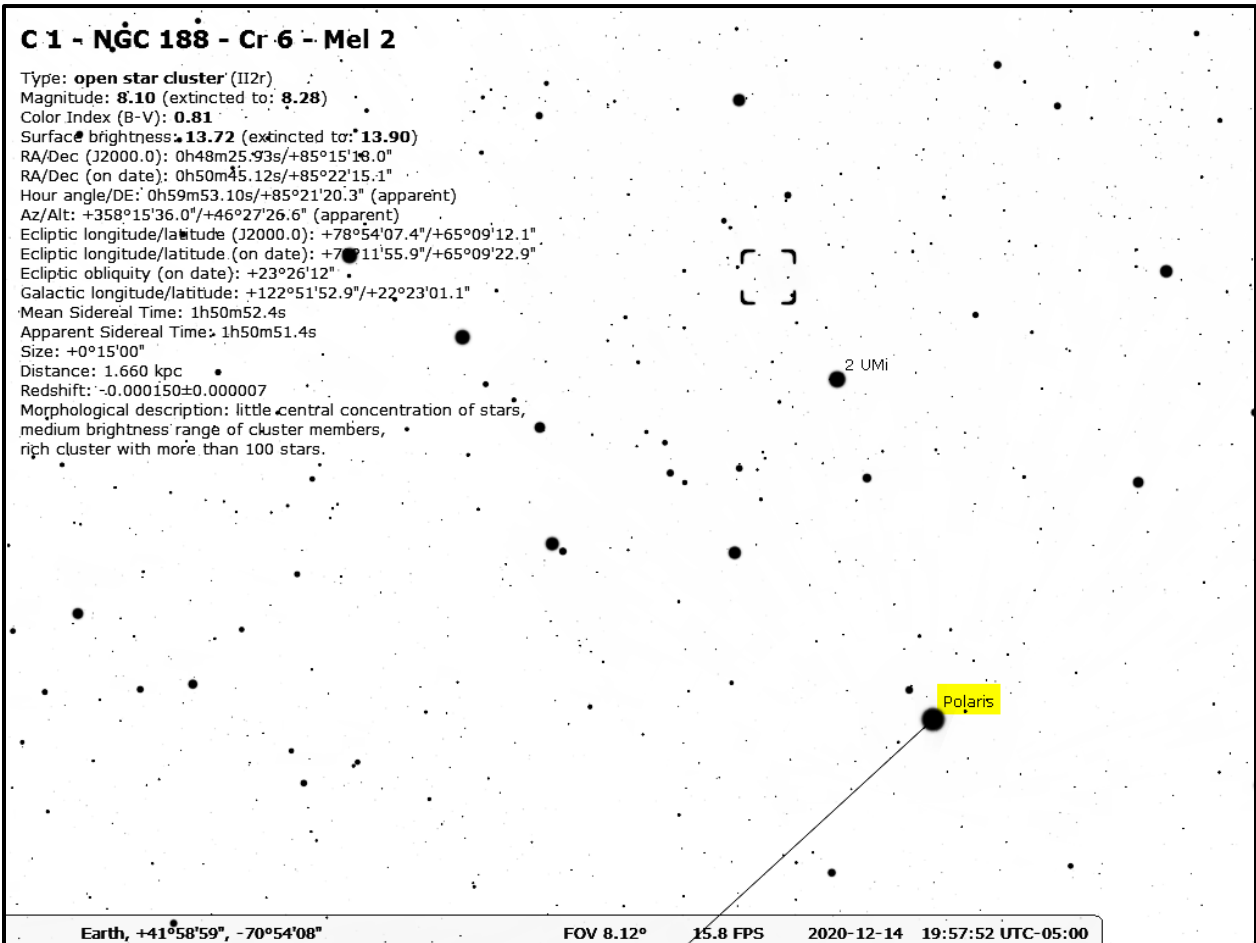 C 1 - NGC 188 - Cr 6 - Mel 2
Type: open star cluster (II2r)
Magnitude: 8.10 (extincted to: 8.28)
Color Index (B-V): 0.81
Surface brightness: 13.72 (extincted to: 13.90)
RA/Dec (J2000.0): 0h48m25.93s/+85°15'18.0"
RA/Dec (on date): 0h50m45.12s/+85°22'15.1"
Hour angle/DE: 0h59m53.10s/+85°21'20.3" (apparent)
Az/Alt: +358°15'36.0"/+46°27'26.6" (apparent)
Ecliptic longitude/latitude (J2000.0): +78°54'07.4"/+65°09'12.1"
Ecliptic longitude/latitude (on date): 11'55.9"/+65°09'22.9"
Ecliptic obliquity (on date): +23°26'12"
Galactic longitude/latitude: +122°51'52.9"/+22°23'01.1"
Mean Sidereal Time: 1h50m52.4s
Apparent Sidereal Time: 1h50m51.4s
Size: +0°15'00"
Distance: 1.660 kpc
Redshift: -0.000150±0.000007
Morphological description: little central concentration of stars,
medium brightness range of cluster members,
rich cluster with more than 100 stars.
2 UMi
Polaris
Earth, +41°58'59", -70°54'08" FOV 8.12° 15.8 FPS 2020-12-14 19:57:52 UTC-05:00